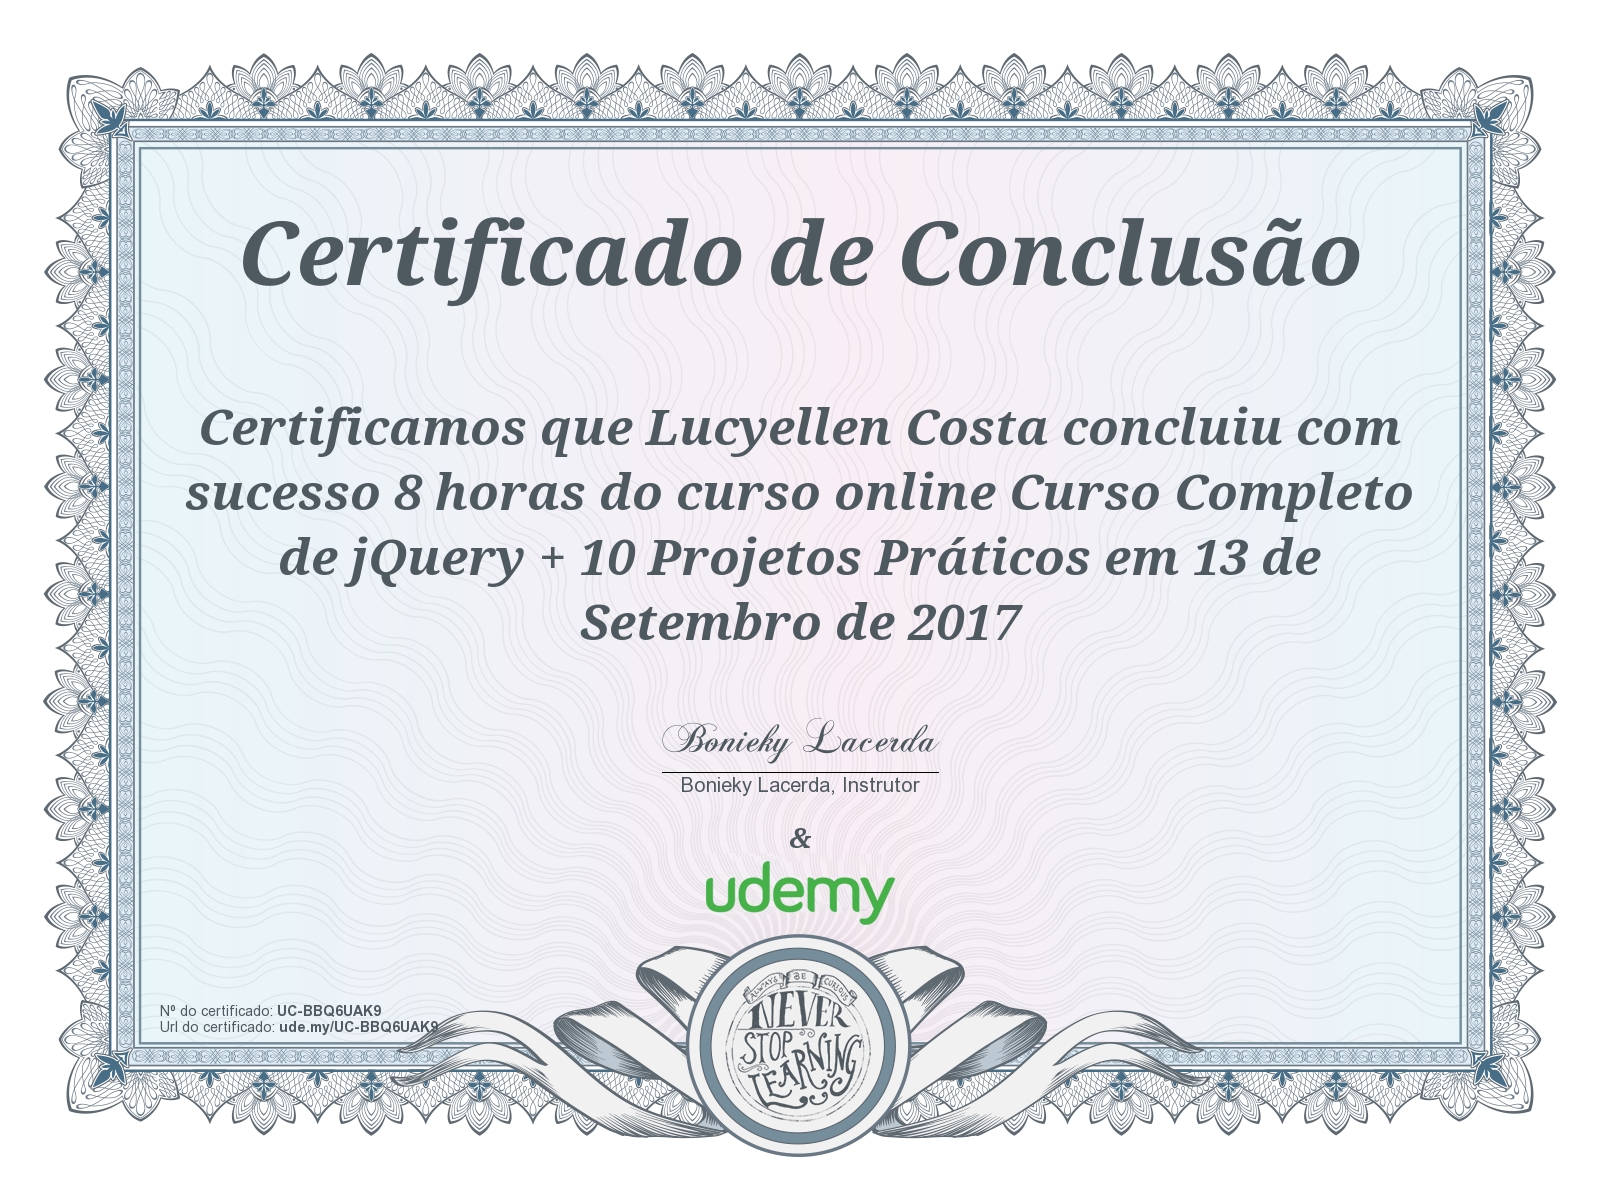 Certificado de Conclusão
Certificamos que Lucyellen Costa concluiu com
sucesso 8 horas do curso online Curso Completo
de jQuery + 10 Projetos Práticos em 13 de
Setembro de 2017
Bonieky Lacerda
Bonieky Lacerda, Instrutor
&
udemy
Nº do certificado: UC-BBQ6UAK9
Url do certificado: ude.my/UC-BBQ6UAK9
ALWAYS BE CURIOUS
NEVER
STOP
LEARNING